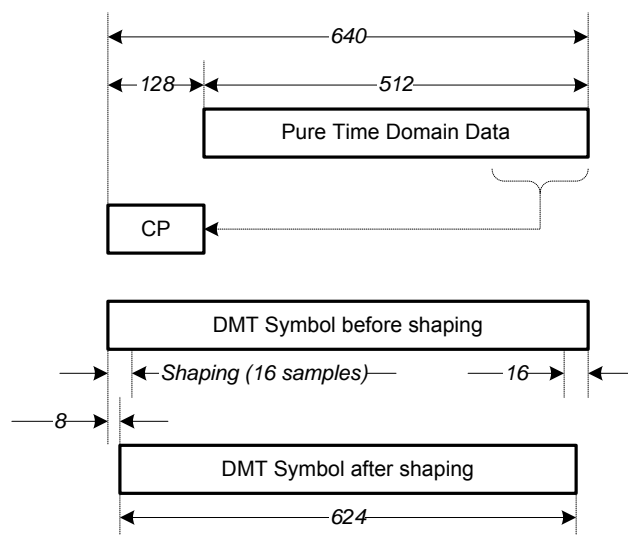 640
128
512
Pure Time Domain Data
CP
DMT Symbol before shaping
Shaping (16 samples)
16
8
DMT Symbol after shaping
624